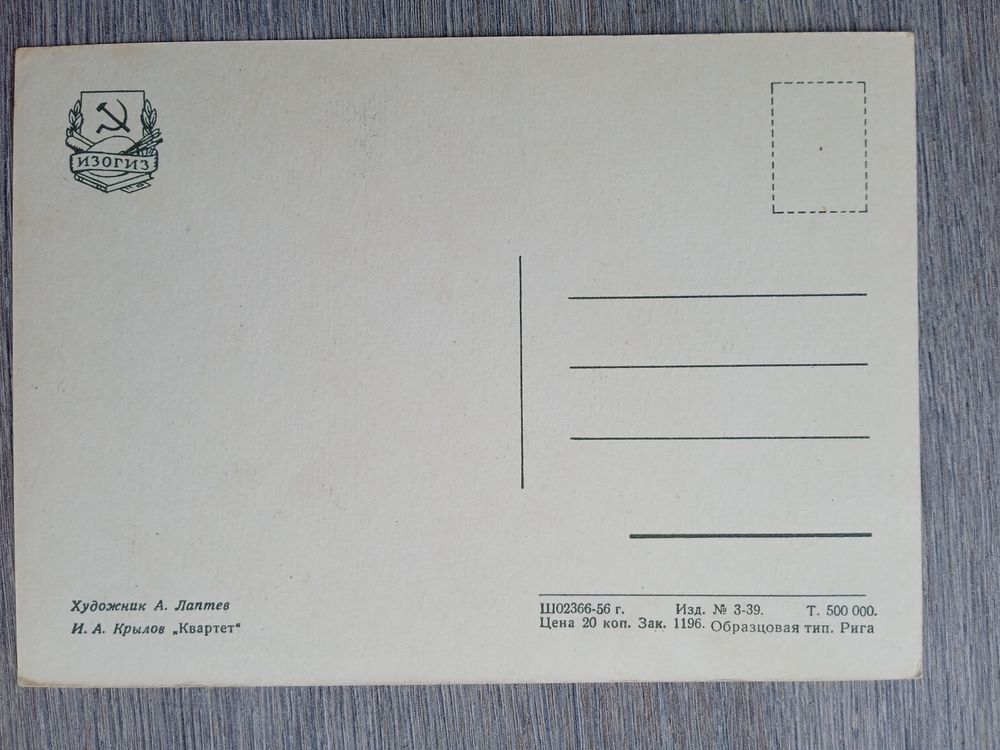 ИЗОГИЗ
Художник А. Лаптев
И. А. Крылов „Квартет“
Ш02366-56 г. Изд. № 3-39. Т. 500 000.
Цена 20 коп. Зак. 1196. Образцовая тип. Рига